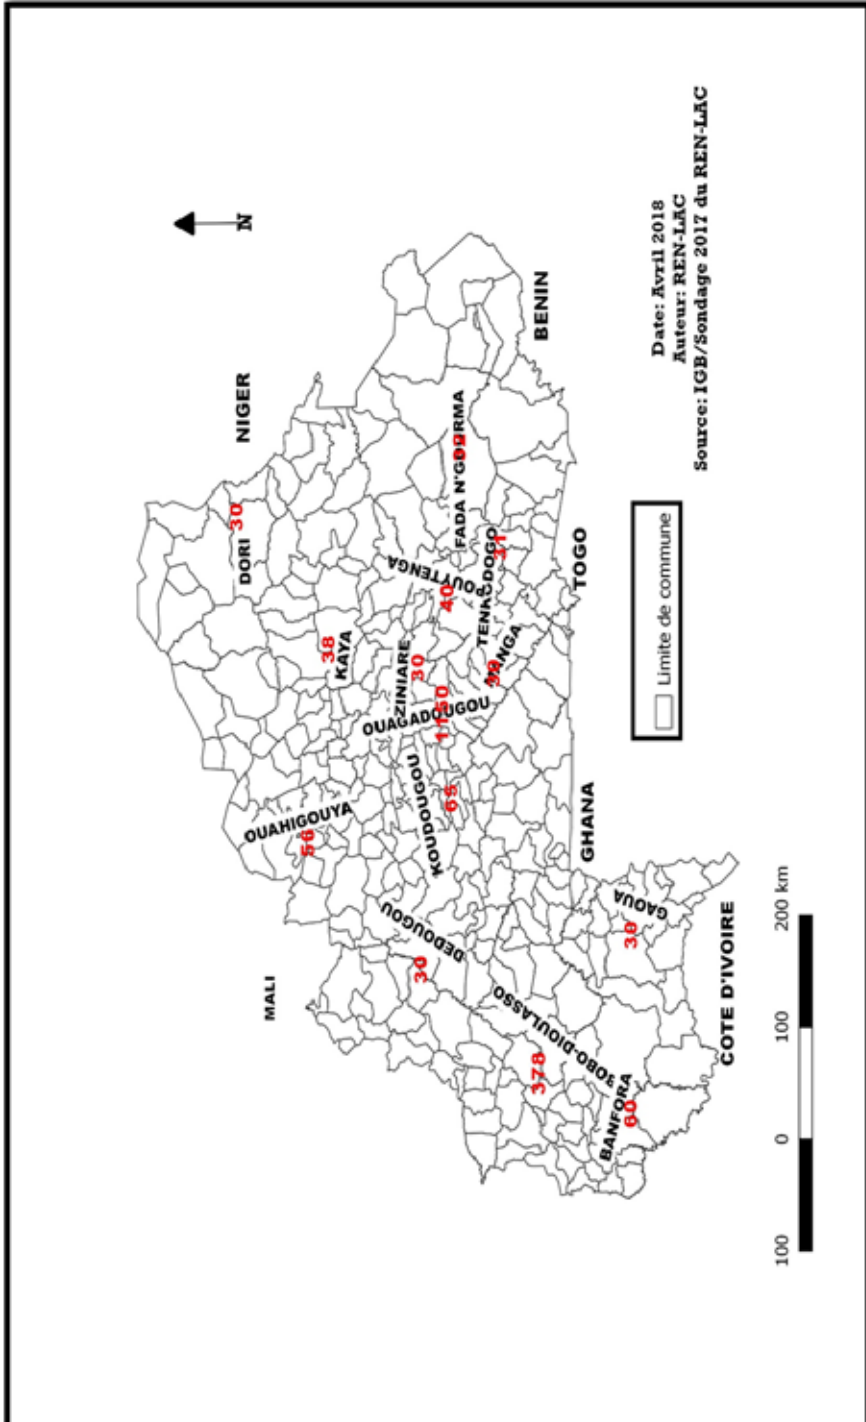 N
NIGER
MALI
30
DORI
38
KAYA
OUAHIGOUYA
56
POUYTENGA
40
FADA N'GOURMA
ZINIARE
30
OUAGADOUGOU
1150
KOUDOUGOU
65
TENKODOGO
31
MANGA
DEDOUGOU
30
BOBO-DIOULASSO
378
BANFORA
60
GAOUA
30
BENIN
TOGO
GHANA
COTE D'IVOIRE
Limite de commune
Date: Avril 2018
Auteur: REN-LAC
Source: IGB/Sondage 2017 du REN-LAC
100 0 100 200 km